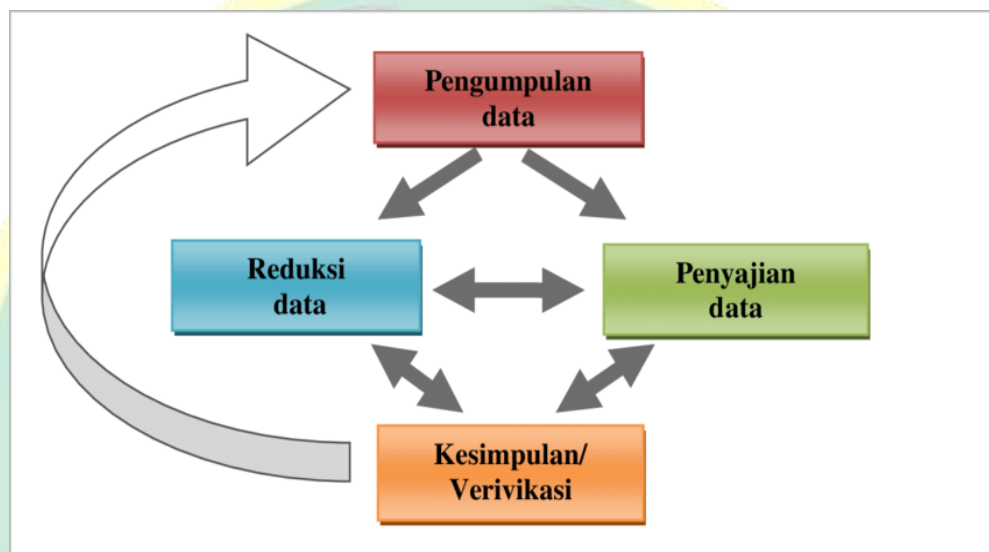 Pengumpulan
data
Reduksi
data
Penyajian
data
Kesimpulan/
Verivikasi